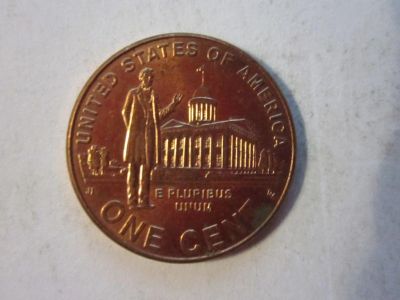 UNITED STATES OF AMERICA
E PLURIBUS
UNUM
ONE CENT